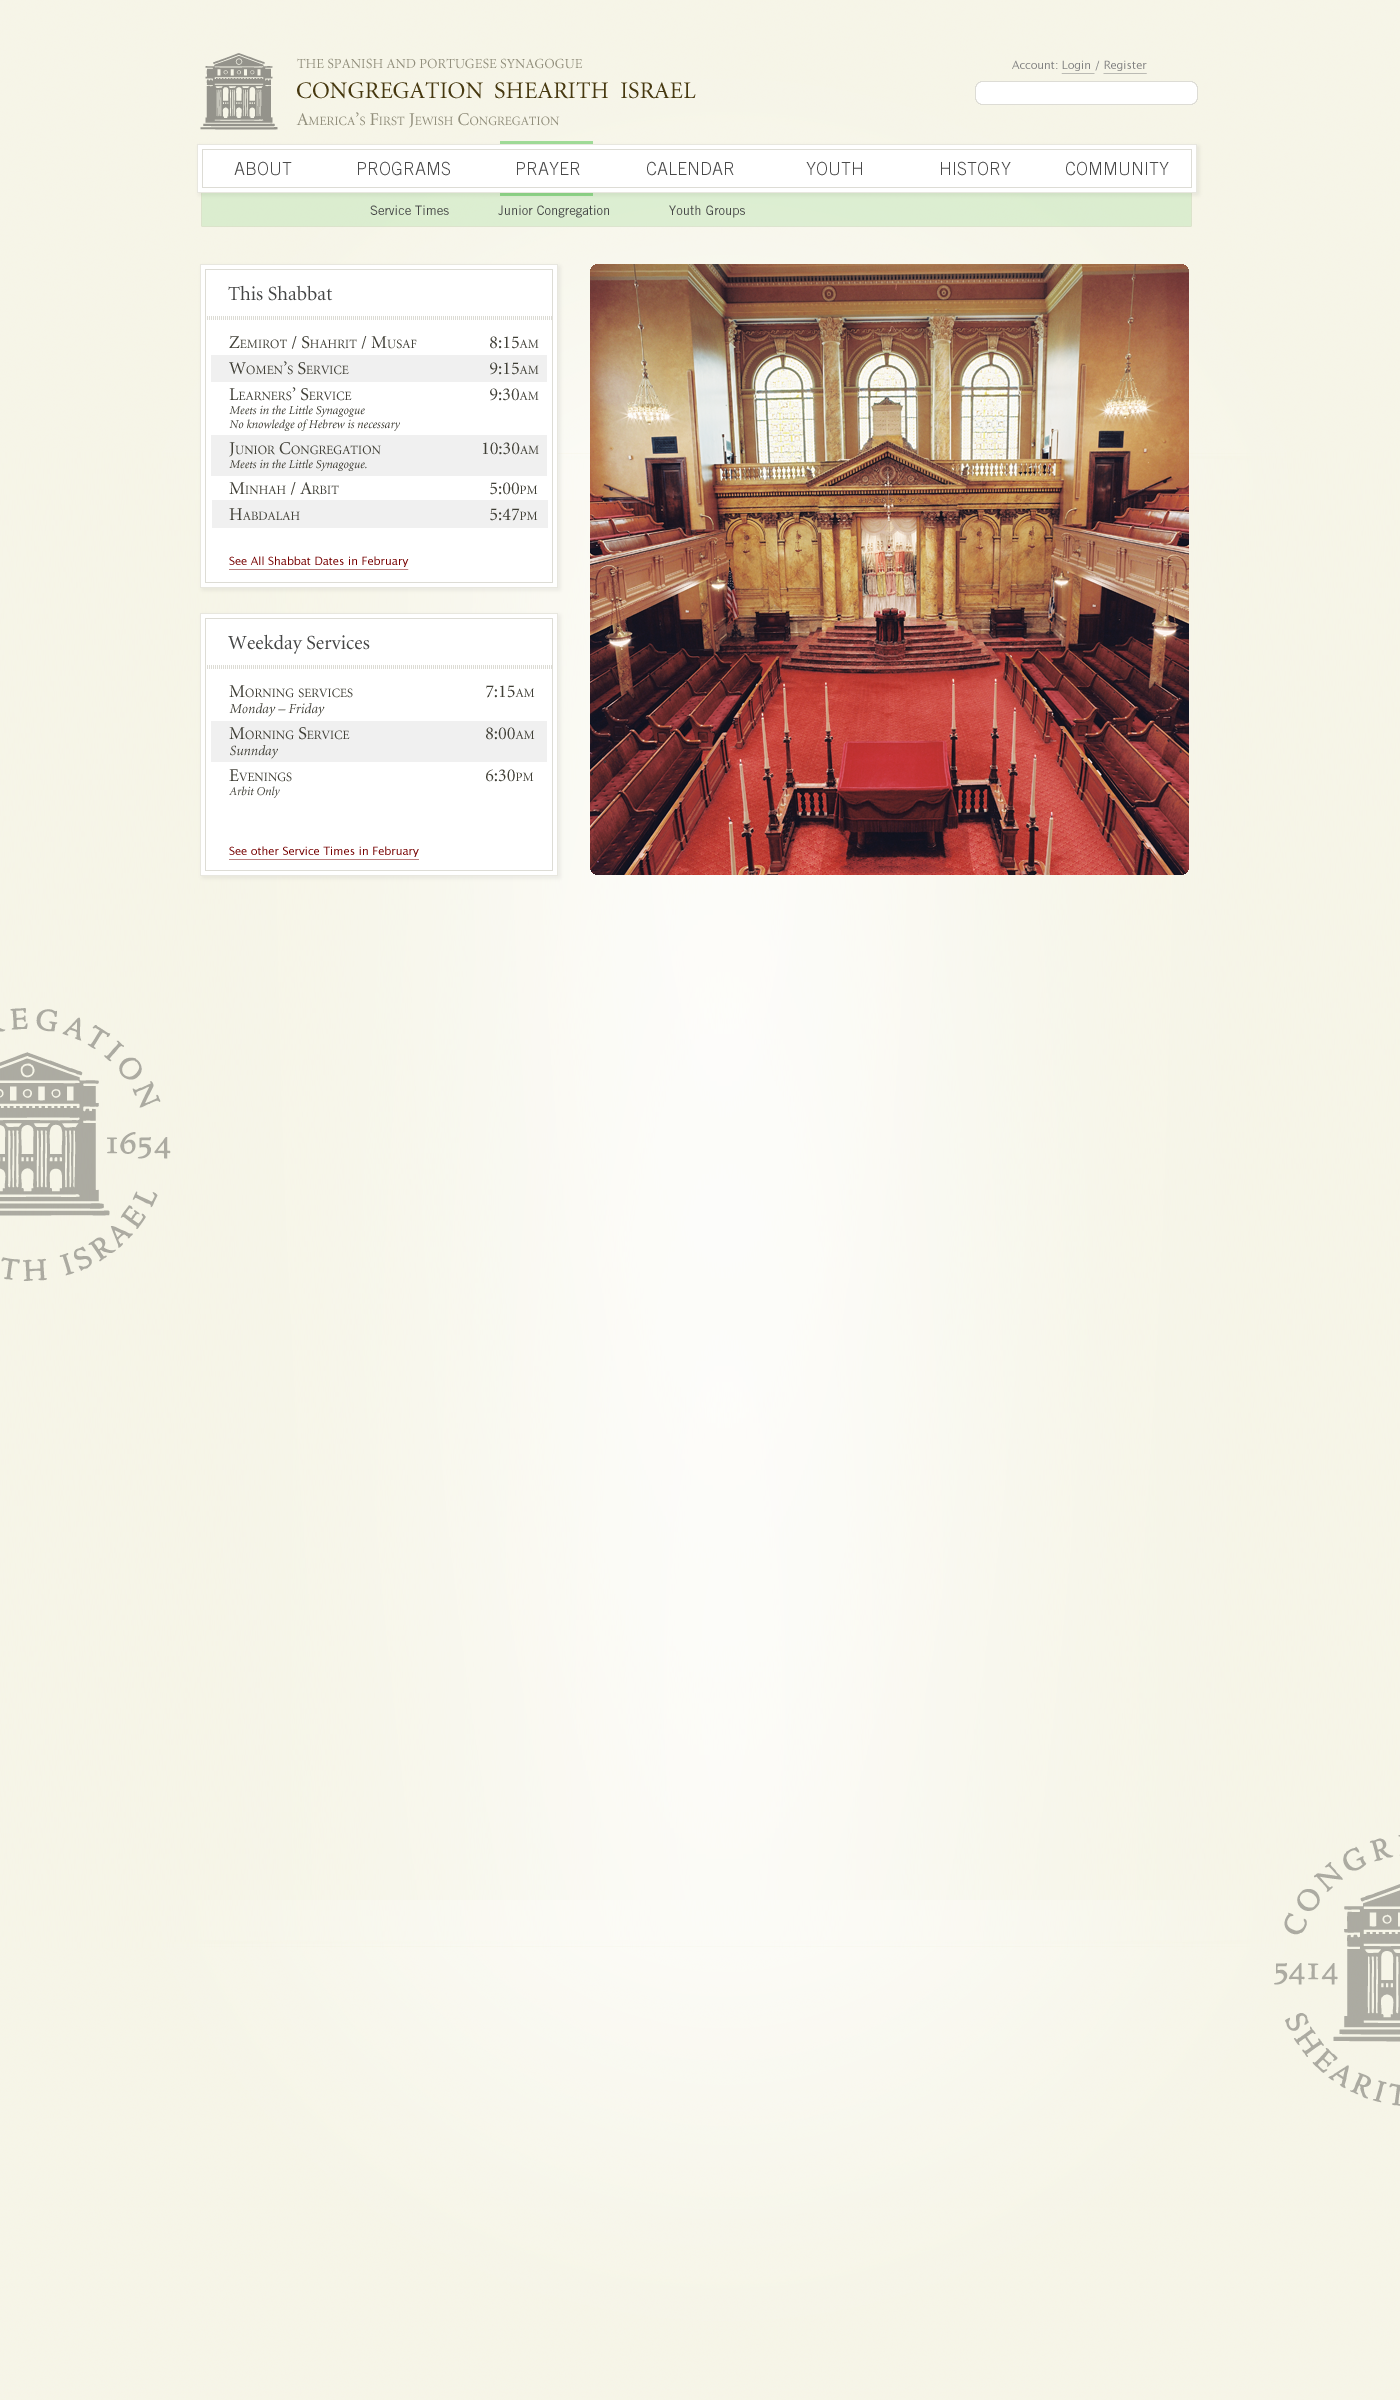 THE SPANISH AND PORTUGESE SYNAGOGUE
CONGREGATION SHEARITH ISRAEL
America's First Jewish Congregation
Account: Login / Register
ABOUT PROGRAMS PRAYER CALENDAR YOUTH HISTORY COMMUNITY
Service Times Junior Congregation Youth Groups
This Shabbat
Zemirot / Shahrit / Musaf 8:15AM
Women's Service 9:15AM
Learners' Service 9:30AM
Meets in the Little Synagogue
No knowledge of Hebrew is necessary
Junior Congregation 10:30AM
Meets in the Little Synagogue.
Minhah / Arbit 5:00PM
Habdalah 5:47PM
See All Shabbat Dates in February
Weekday Services
Morning services 7:15AM
Monday – Friday
Morning Service 8:00AM
Sunnday
Evenings 6:30PM
Arbit Only
See other Service Times in February
REGATION
1654
TH ISRAEL
CONGR
5414
SHEARIT